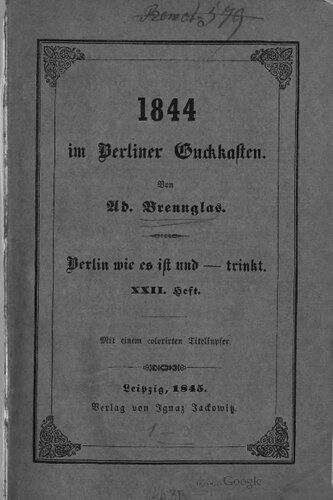 1844
im Berliner Guckkasten.
Von
Ad. Brennglas.
Berlin wie es ist und — trinkt.
XXII. Heft.
Mit einem colorirten Titelkupfer.
Leipzig, 1845.
Verlag von Ignaz Jackowitz.
Google